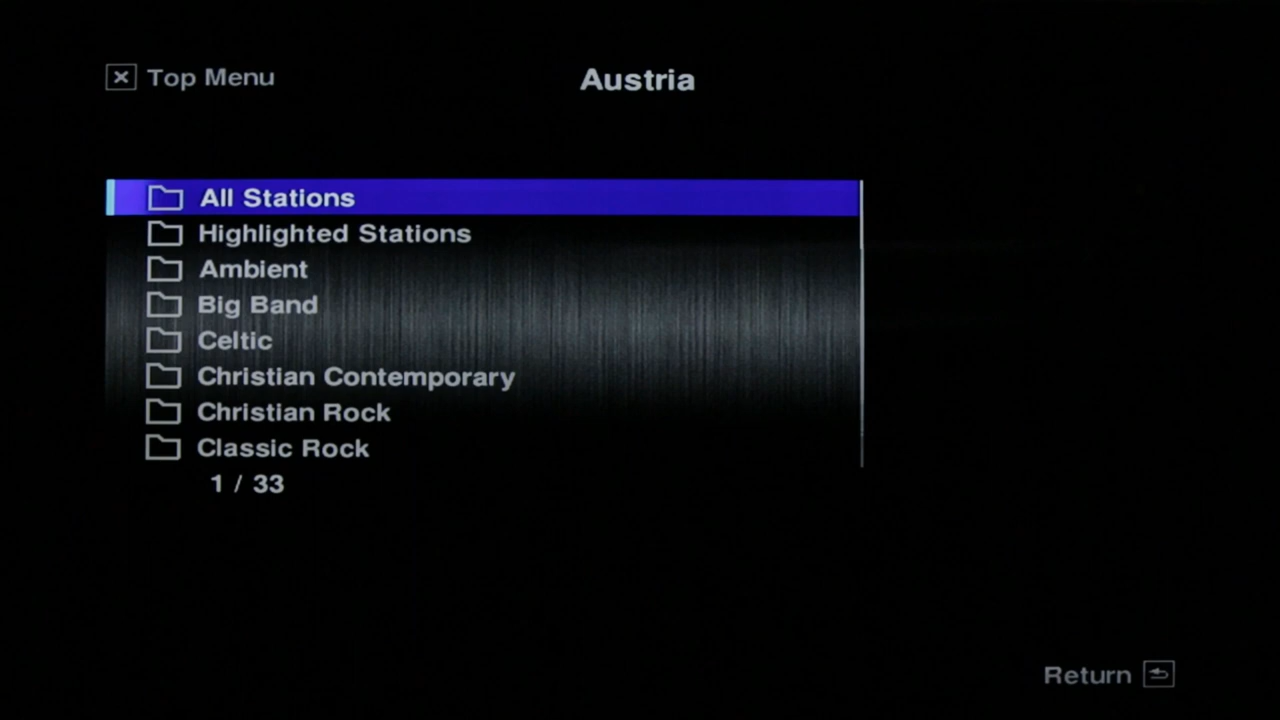 Top Menu
Austria
All Stations
Highlighted Stations
Ambient
Big Band
Celtic
Christian Contemporary
Christian Rock
Classic Rock
1 / 33
Return